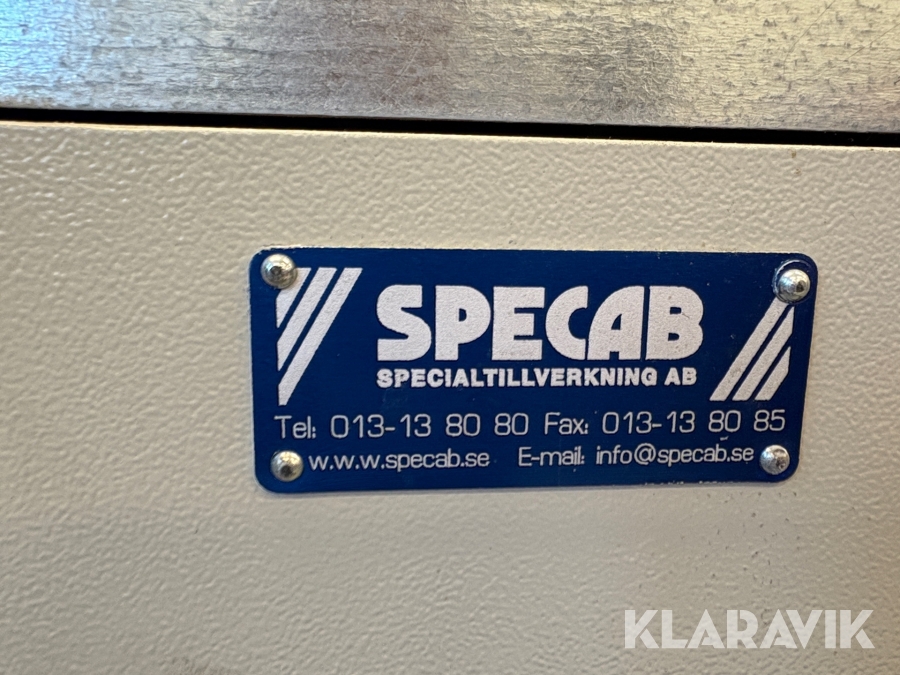 SPECAB
SPECIALTILLVERKNING AB
Tel: 013-13 80 80 Fax: 013-13 80 85
w.w.w.specab.se E-mail: info@specab.se
KLARAVIK